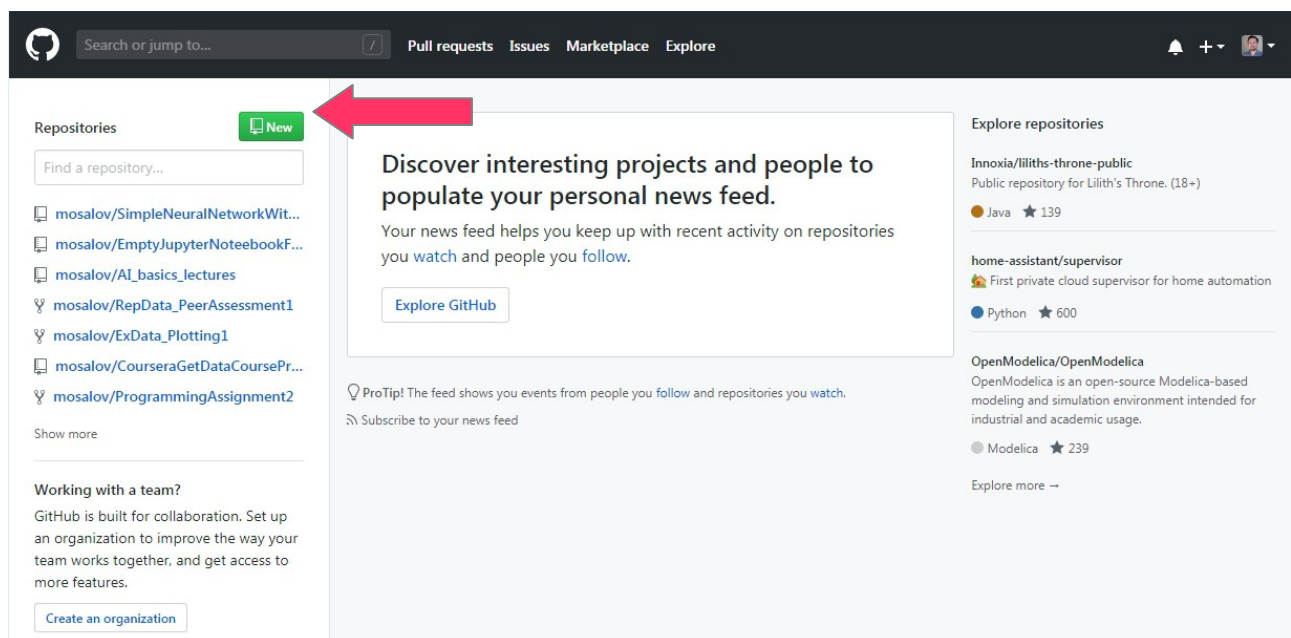 Search or jump to...
/
Pull requests Issues Marketplace Explore
Repositories
New
Find a repository...
mosalov/SimpleNeuralNetworkWit...
mosalov/EmptyJupyterNoteebookF...
mosalov/AI_basics_lectures
mosalov/RepData_PeerAssessment1
mosalov/ExData_Plotting1
mosalov/CourseraGetDataCoursePr...
mosalov/ProgrammingAssignment2
Show more
Working with a team?
GitHub is built for collaboration. Set up
an organization to improve the way your
team works together, and get access to
more features.
Create an organization
Discover interesting projects and people to
populate your personal news feed.
Your news feed helps you keep up with recent activity on repositories
you watch and people you follow.
Explore GitHub
ProTip! The feed shows you events from people you follow and repositories you watch.
Subscribe to your news feed
Explore repositories
Innoxia/liliths-throne-public
Public repository for Lilith's Throne. (18+)
Java ★ 139
home-assistant/supervisor
🏡 First private cloud supervisor for home automation
Python ★ 600
OpenModelica/OpenModelica
OpenModelica is an open-source Modelica-based
modeling and simulation environment intended for
industrial and academic usage.
Modelica ★ 239
Explore more →